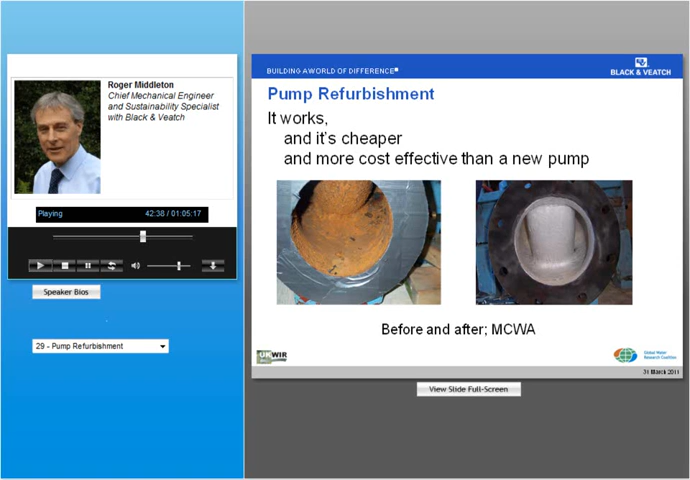 Roger Middleton
Chief Mechanical Engineer
and Sustainability Specialist
with Black & Veatch
Playing 42:38 / 01:05:17
Speaker Bios
29 - Pump Refurbishment
BUILDING A WORLD OF DIFFERENCE
BLACK & VEATCH
Pump Refurbishment
It works,
and it's cheaper
and more cost effective than a new pump
Before and after; MCWA
UKWIR
Global Water
Research Coalition
31 March 2011
View Slide Full-Screen